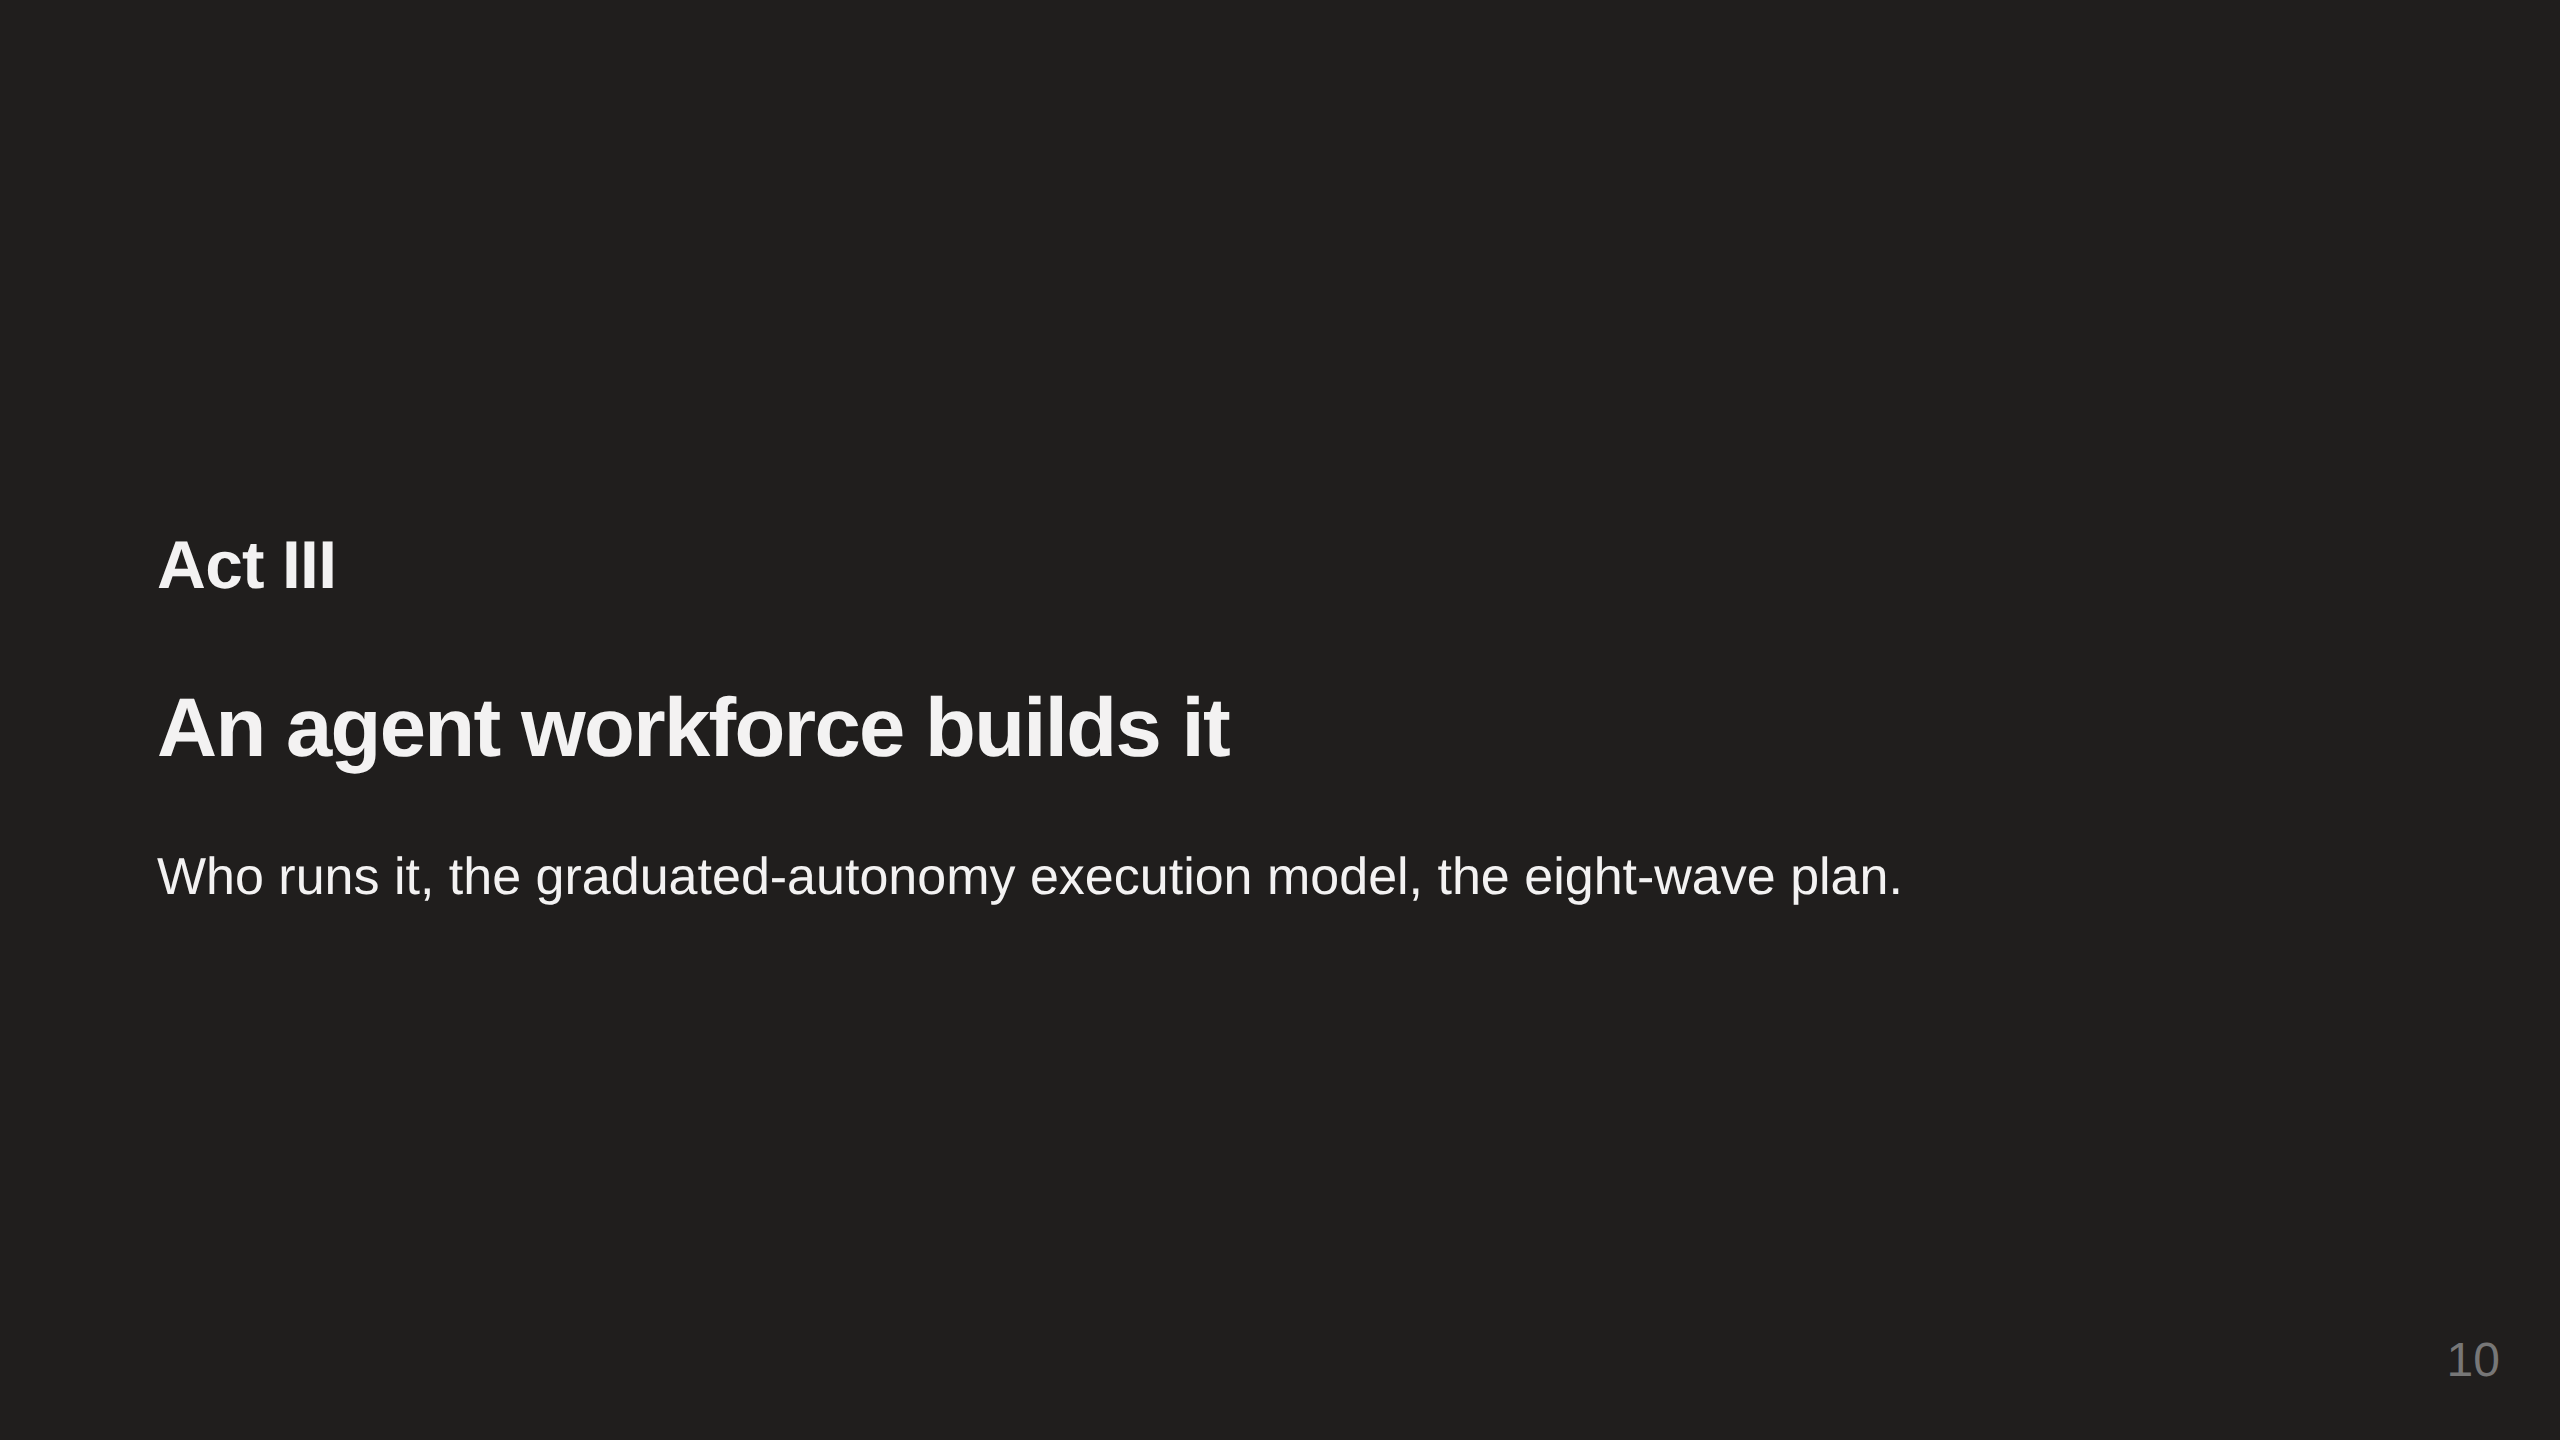 Act III
An agent workforce builds it
Who runs it, the graduated-autonomy execution model, the eight-wave plan.
10